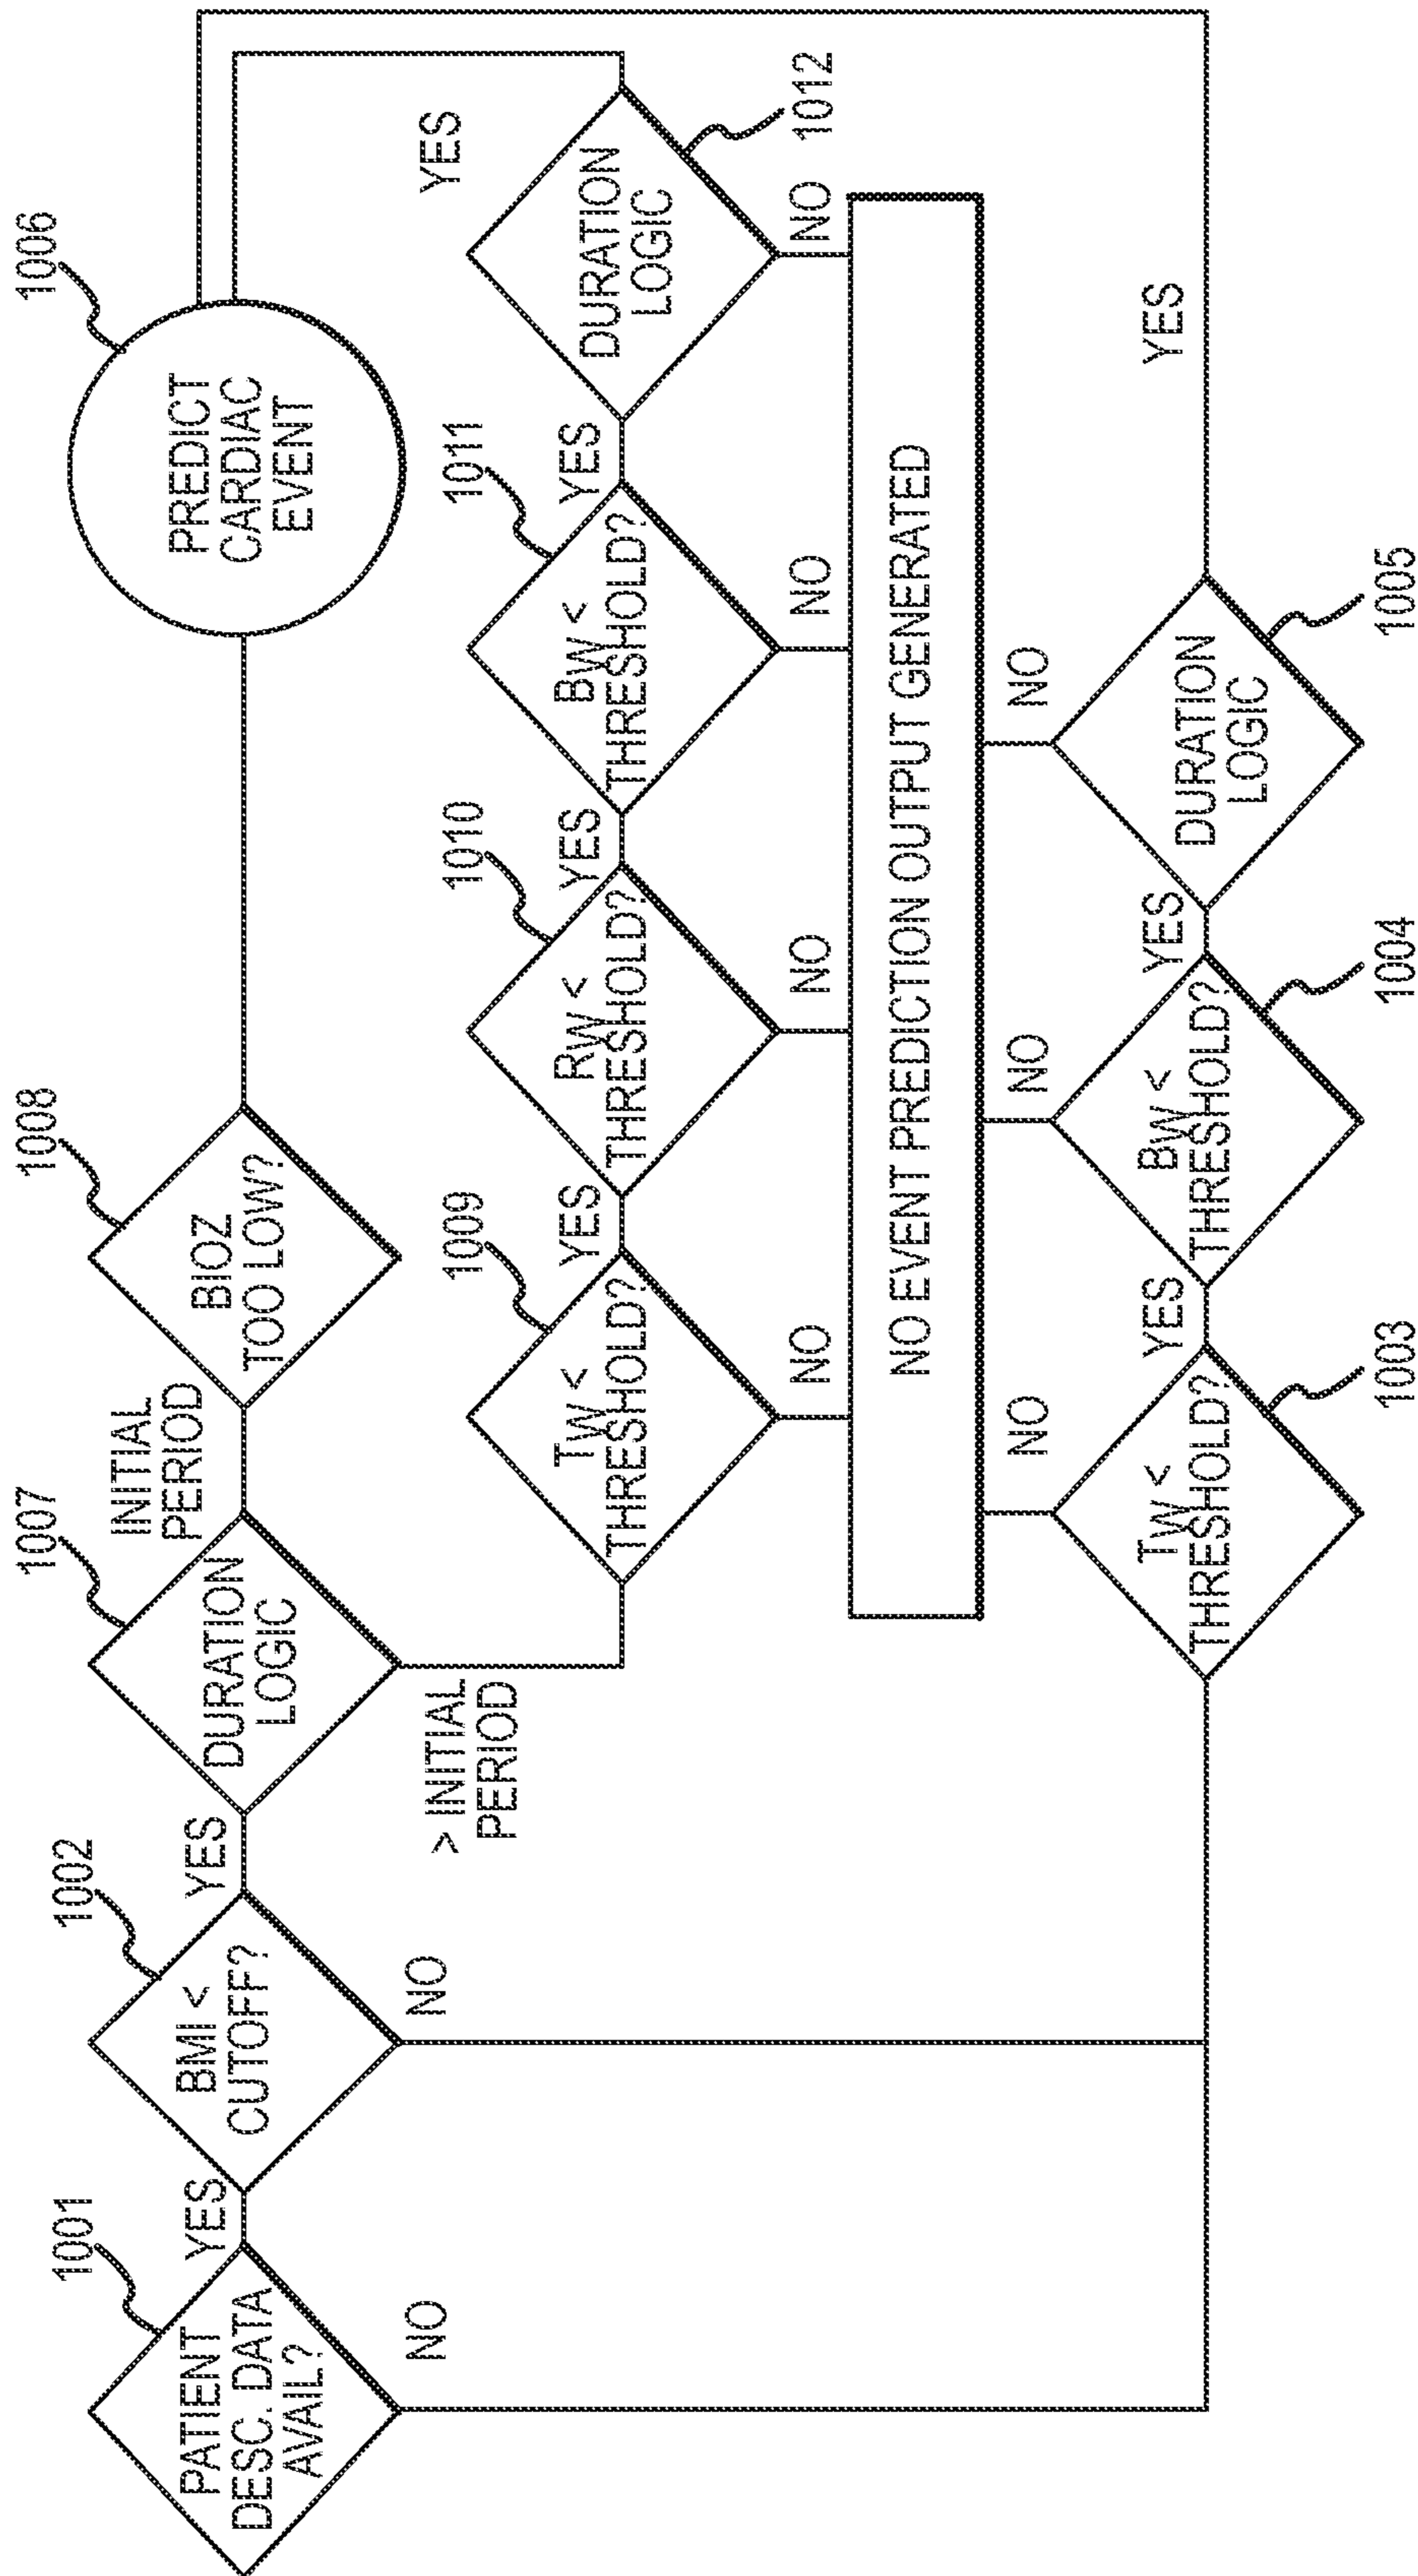 1001
PATIENT
DESC. DATA
AVAIL?
YES
NO
1002
BMI <
CUTOFF?
YES
NO
1007
DURATION
LOGIC
INITIAL
PERIOD
> INITIAL
PERIOD
1008
BIOZ
TOO LOW?
1006
PREDICT
CARDIAC
EVENT
1009
TW <
THRESHOLD?
YES
NO
1010
RW <
THRESHOLD?
YES
NO
1011
BW <
THRESHOLD?
YES
NO
1012
DURATION
LOGIC
YES
NO
NO EVENT PREDICTION OUTPUT GENERATED
NO
TW <
THRESHOLD?
1003
YES
NO
BW <
THRESHOLD?
1004
YES
NO
DURATION
LOGIC
1005
YES